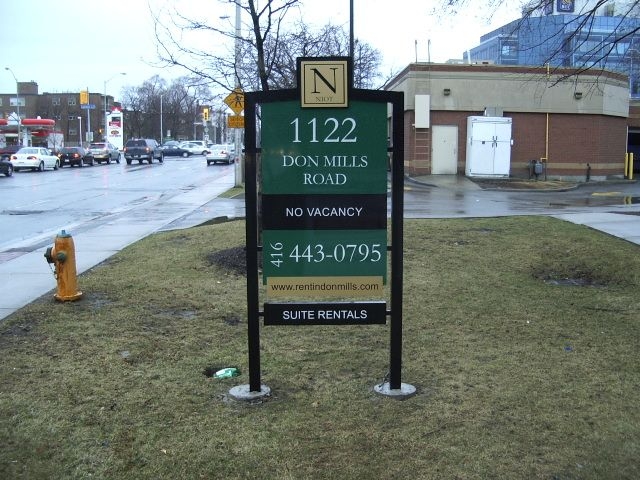 N
NIOT
1122
DON MILLS
ROAD
NO VACANCY
416 443-0795
www.rentindonmills.com
SUITE RENTALS